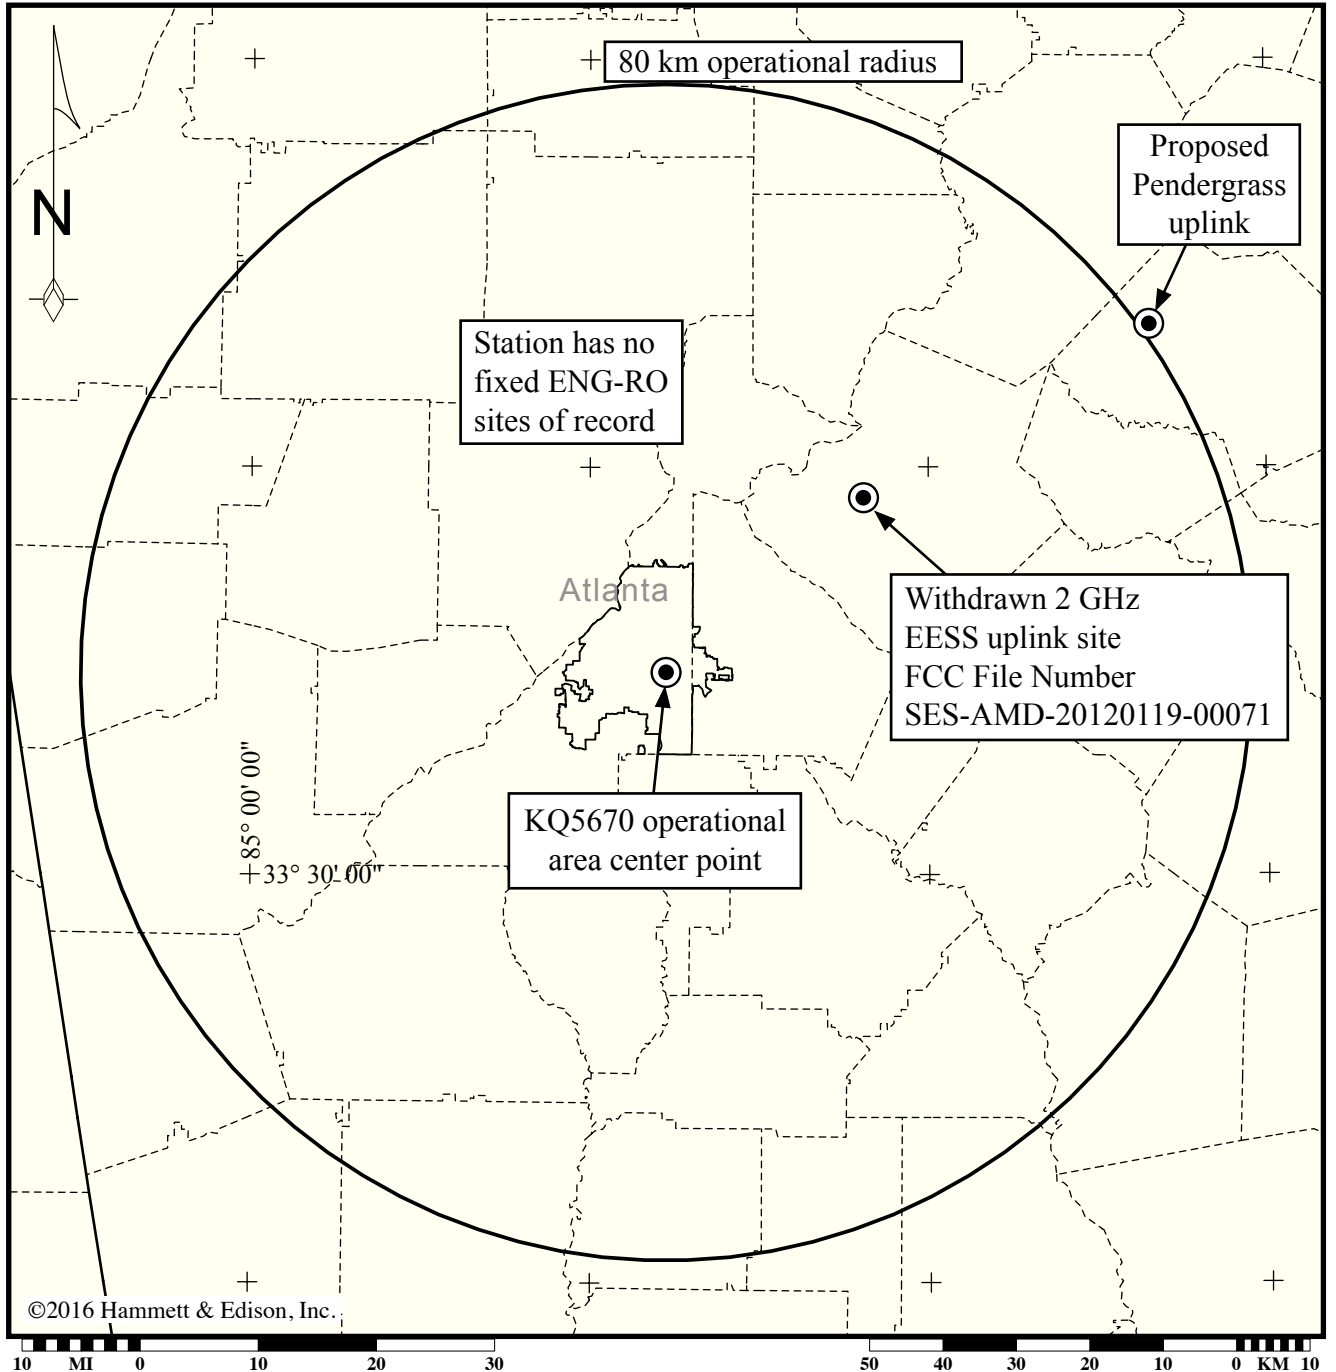 80 km operational radius
Proposed
Pendergrass
uplink
N
Station has no
fixed ENG-RO
sites of record
Atlanta
Withdrawn 2 GHz
EESS uplink site
FCC File Number
SES-AMD-20120119-00071
KQ5670 operational
area center point
85° 00' 00"
33° 30' 00"
©2016 Hammett & Edison, Inc.
10 MI 0 10 20 30 50 40 30 20 10 0 KM 10